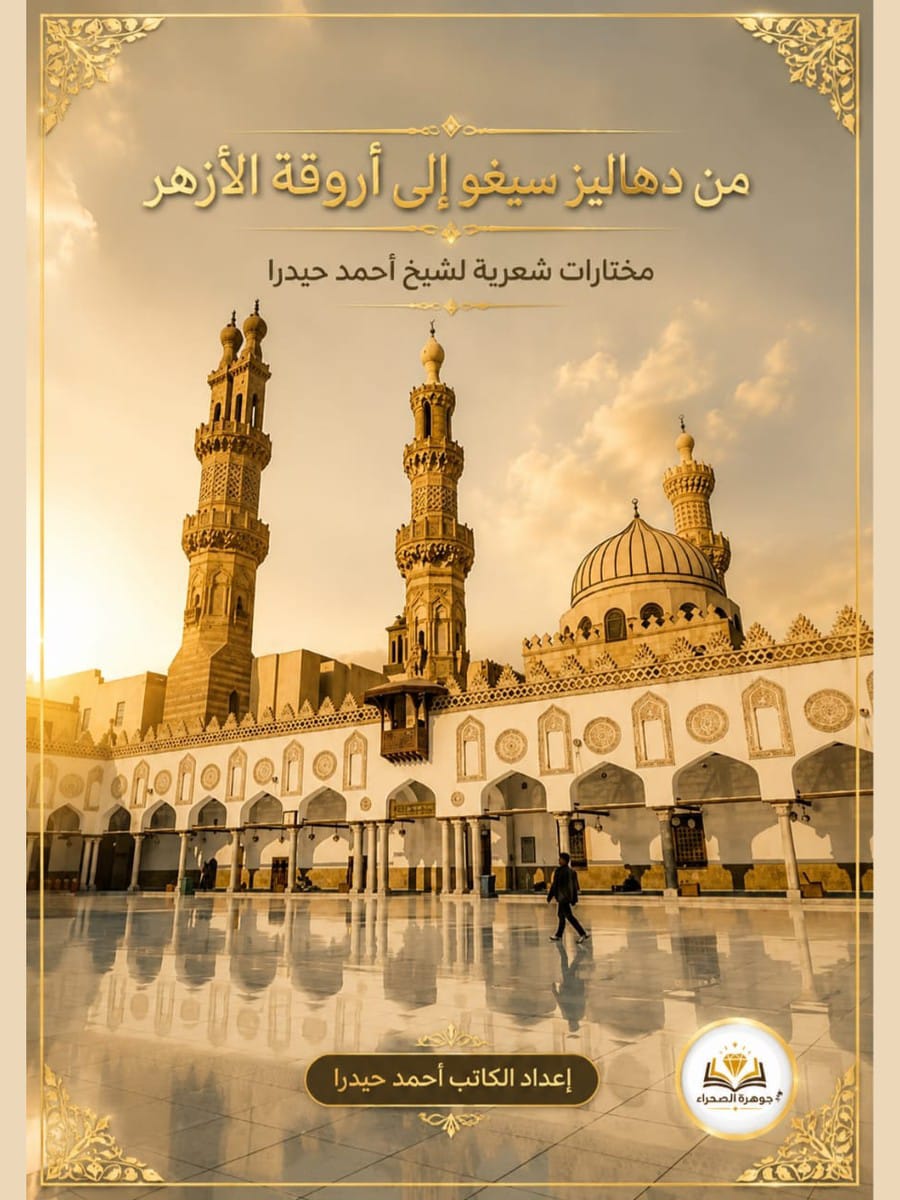 من دهاليز سيغو إلى أروقة الأزهر
مختارات شعرية لشيخ أحمد حيدرا
إعداد الكاتب أحمد حيدرا
جوهرة الصحراء